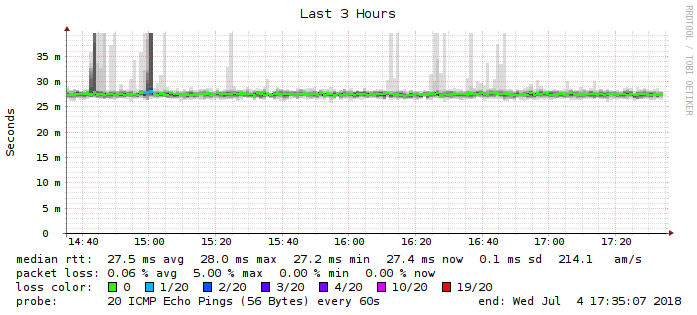 Last 3 Hours
RRDTOOL / TOBI OETIKER
Seconds
35 m
30 m
25 m
20 m
15 m
10 m
5 m
0
14:40 15:00 15:20 15:40 16:00 16:20 16:40 17:00 17:20
median rtt: 27.5 ms avg 28.0 ms max 27.2 ms min 27.4 ms now 0.1 ms sd 214.1 am/s
packet loss: 0.06 % avg 5.00 % max 0.00 % min 0.00 % now
loss color: 0 1/20 2/20 3/20 4/20 10/20 19/20
probe: 20 ICMP Echo Pings (56 Bytes) every 60s end: Wed Jul 4 17:35:07 2018